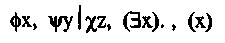 ϕx, ψy|χz, (∃x). , (x)